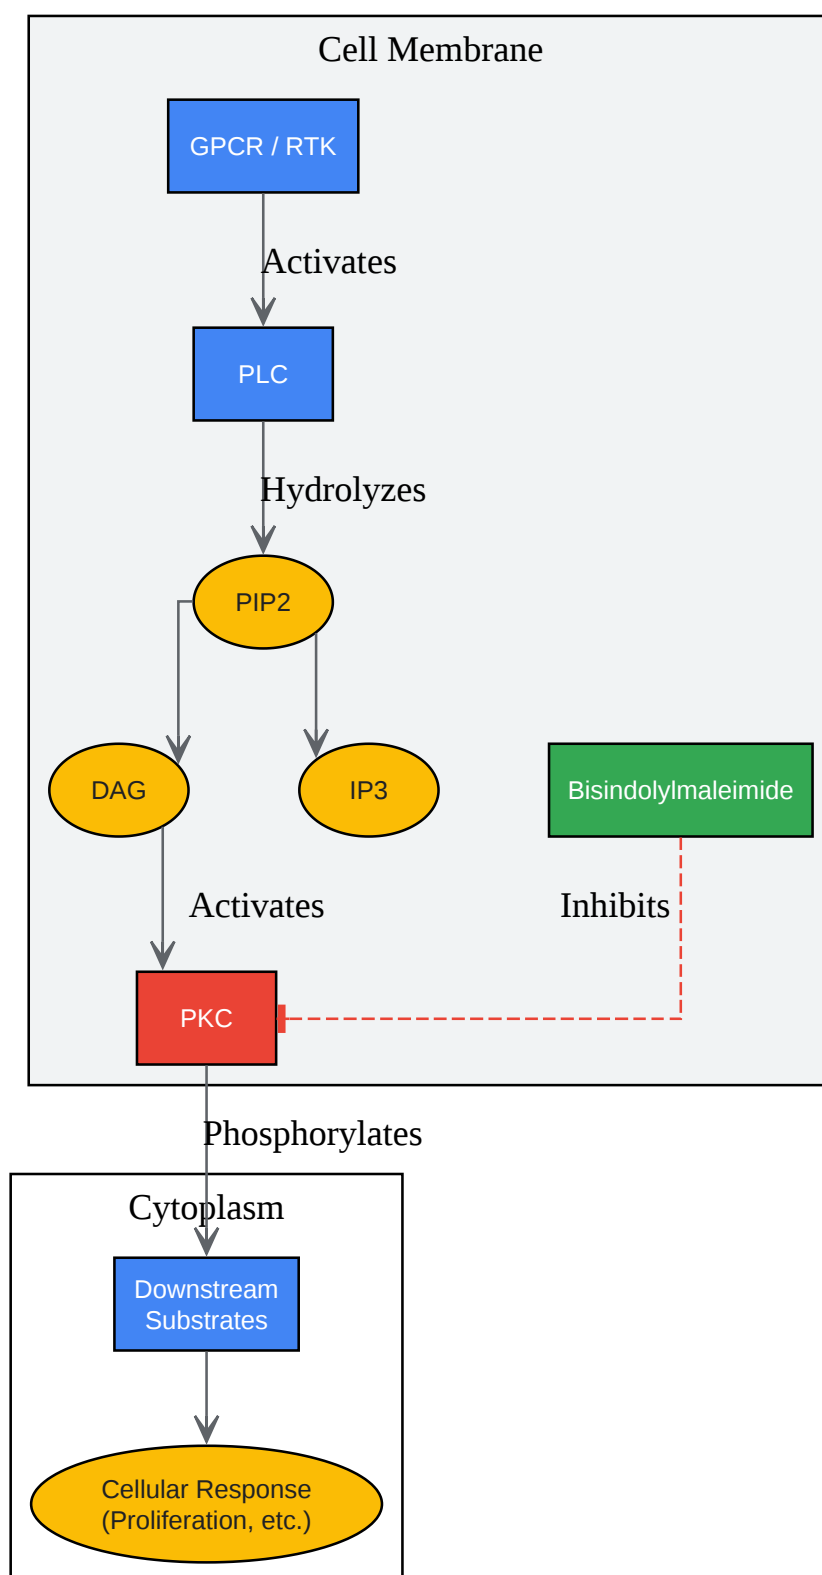 Cell Membrane
GPCR / RTK
Activates
PLC
Hydrolyzes
PIP2
DAG
IP3
Bisindolylmaleimide
Activates
Inhibits
PKC
Phosphorylates
Cytoplasm
Downstream
Substrates
Cellular Response
(Proliferation, etc.)